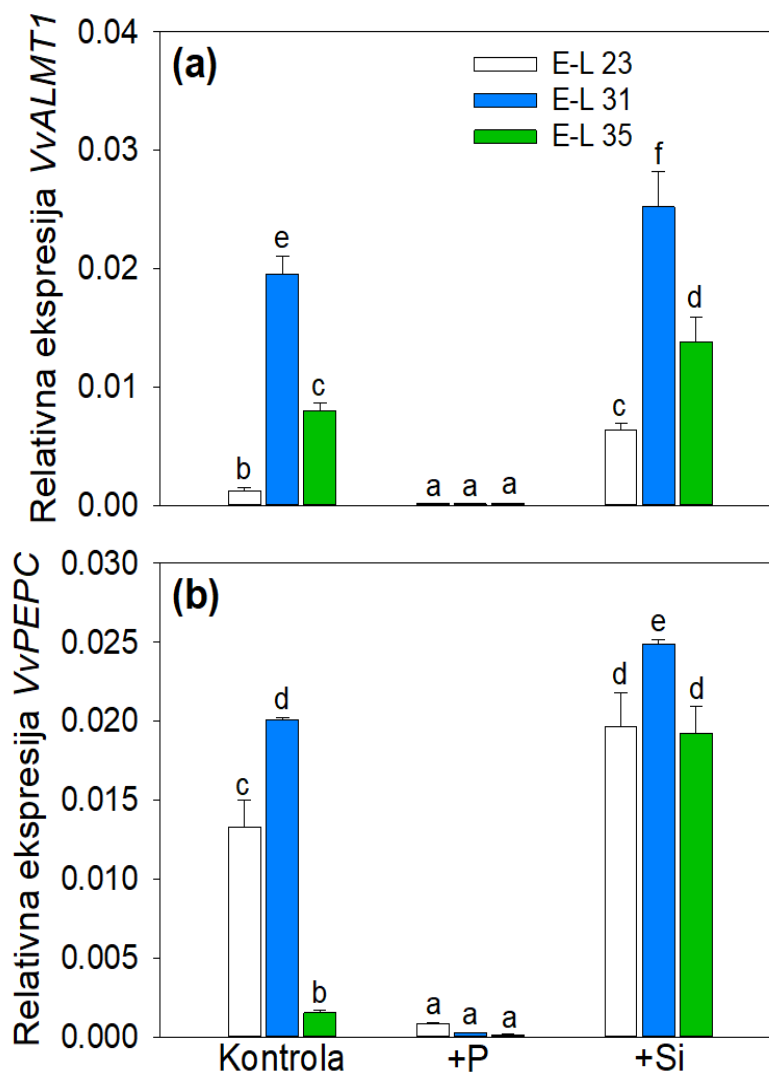 (a)
E-L 23
E-L 31
E-L 35
Relativna ekspresija VvALMT1
0.04
0.03
0.02
0.01
0.00
b
e
c
a a a
c
f
d
(b)
Relativna ekspresija VvPEPC
0.030
0.025
0.020
0.015
0.010
0.005
0.000
c
d
b
a a a
d
e
d
Kontrola +P +Si